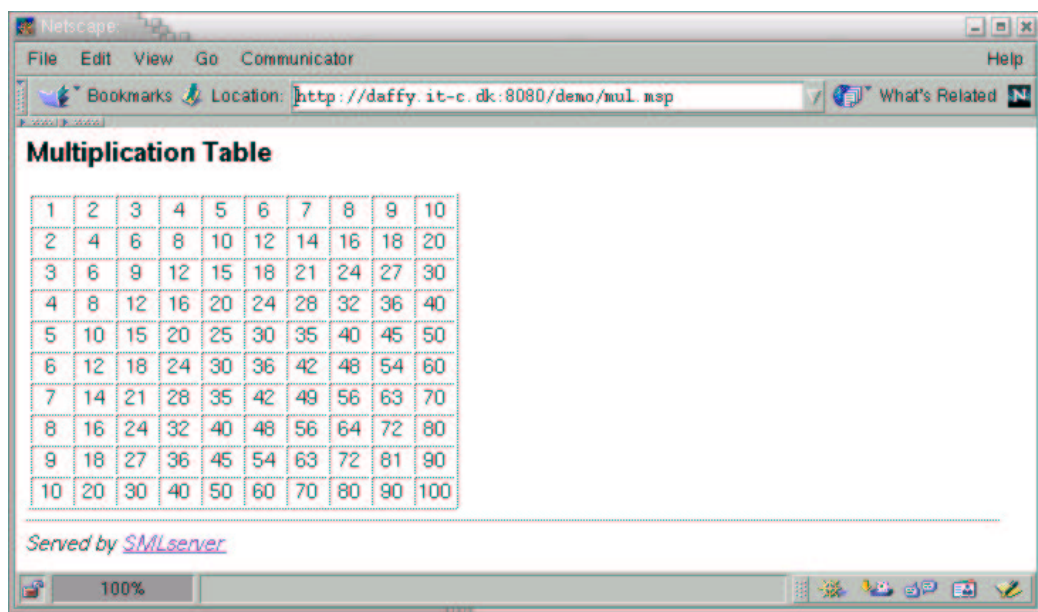 Netscape:
File Edit View Go Communicator Help
Bookmarks Location: http://daffy.it-c.dk:8080/demo/mul.msp What's Related N
Multiplication Table
1 2 3 4 5 6 7 8 9 10
2 4 6 8 10 12 14 16 18 20
3 6 9 12 15 18 21 24 27 30
4 8 12 16 20 24 28 32 36 40
5 10 15 20 25 30 35 40 45 50
6 12 18 24 30 36 42 48 54 60
7 14 21 28 35 42 49 56 63 70
8 16 24 32 40 48 56 64 72 80
9 18 27 36 45 54 63 72 81 90
10 20 30 40 50 60 70 80 90 100
Served by SMLserver
100%